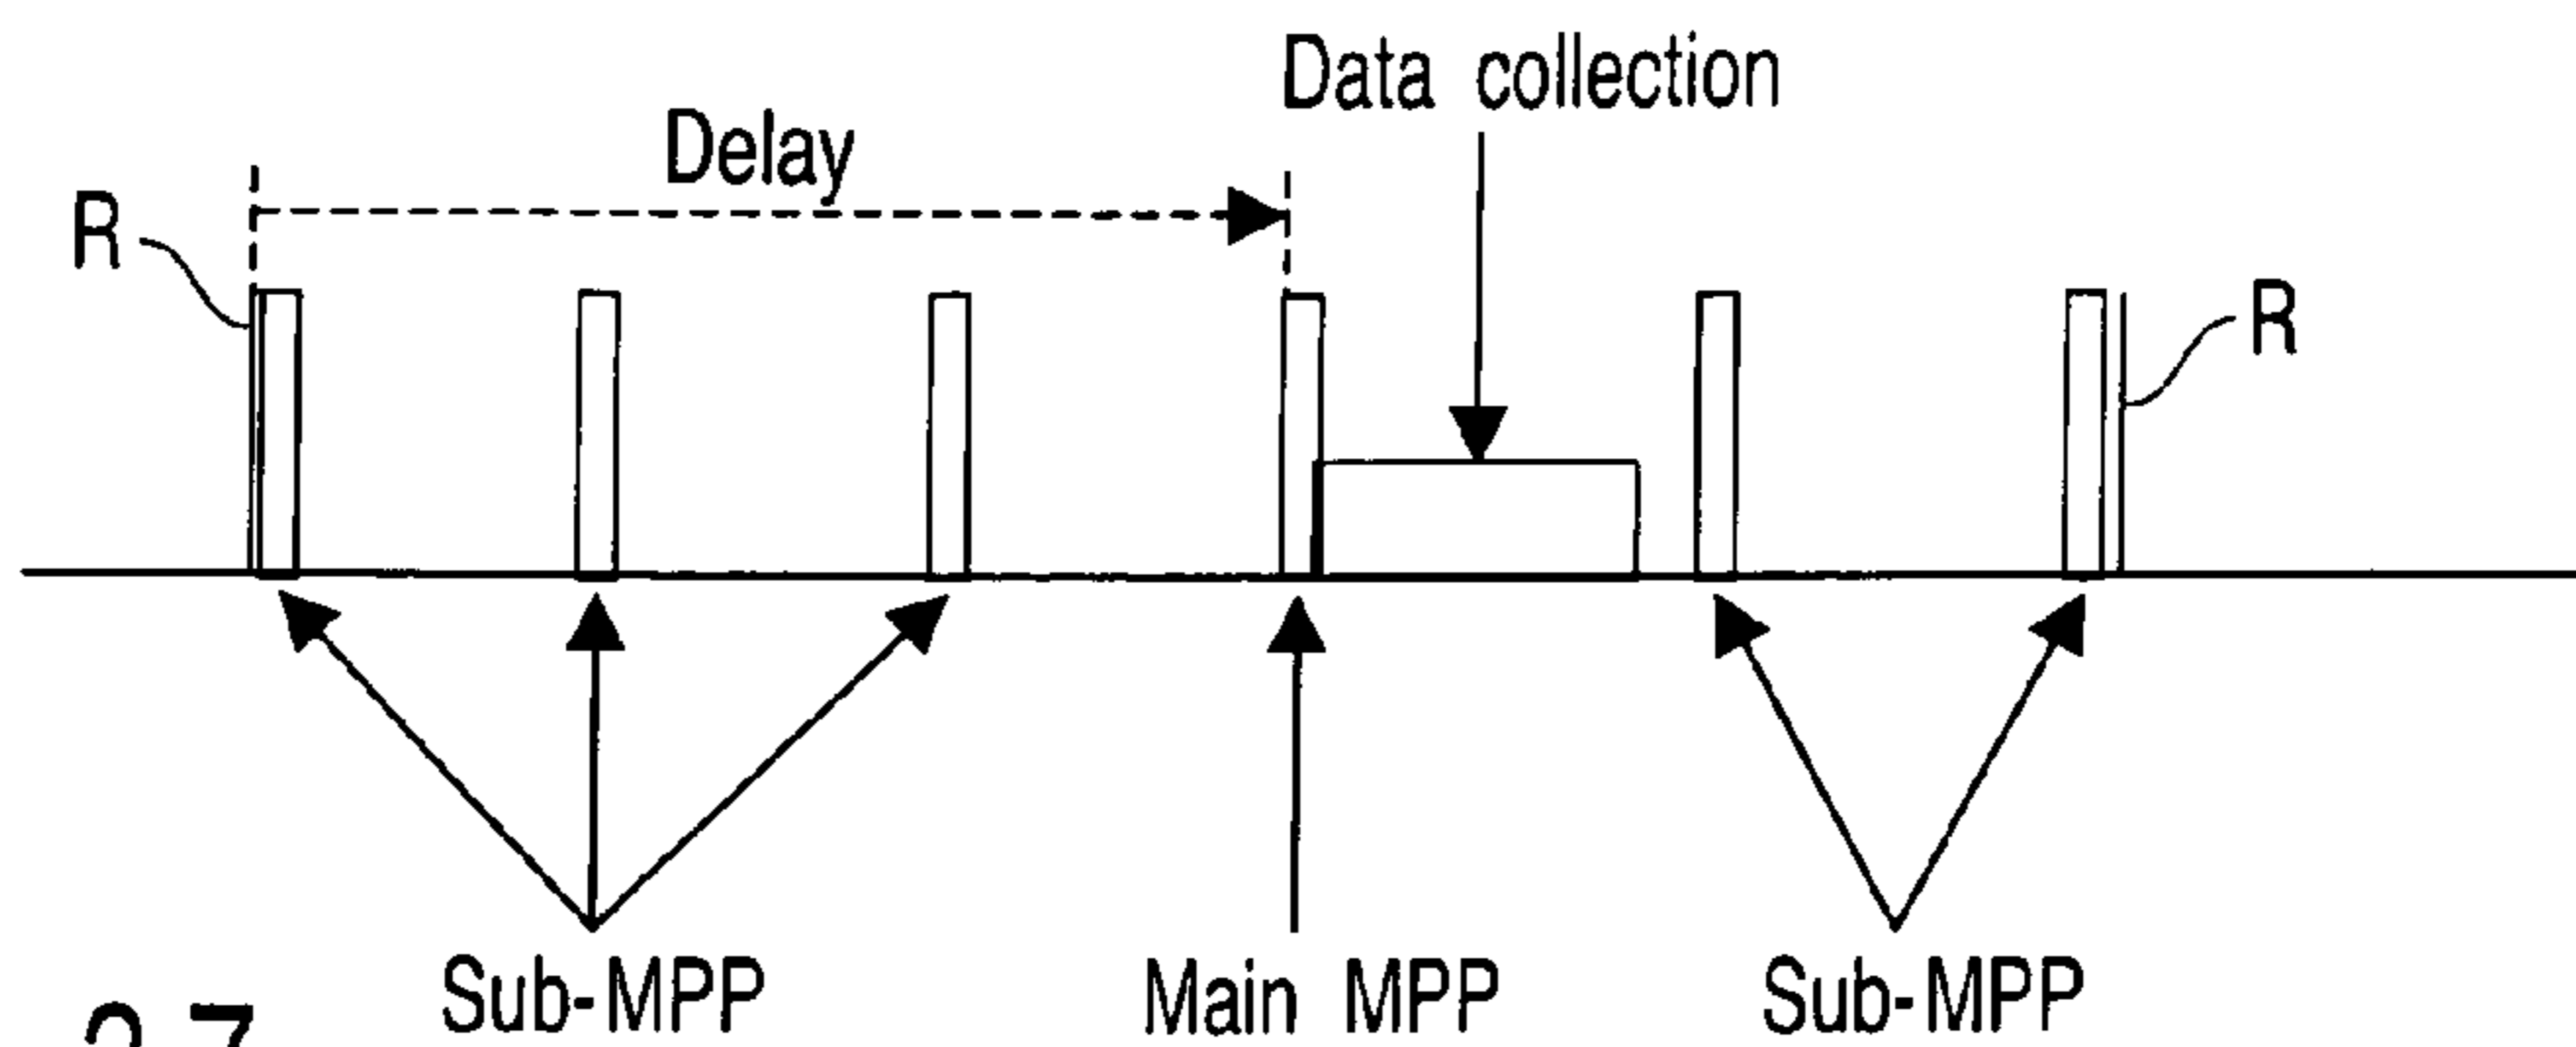 Data collection
Delay
R
R
Sub-MPP
Main MPP
Sub-MPP